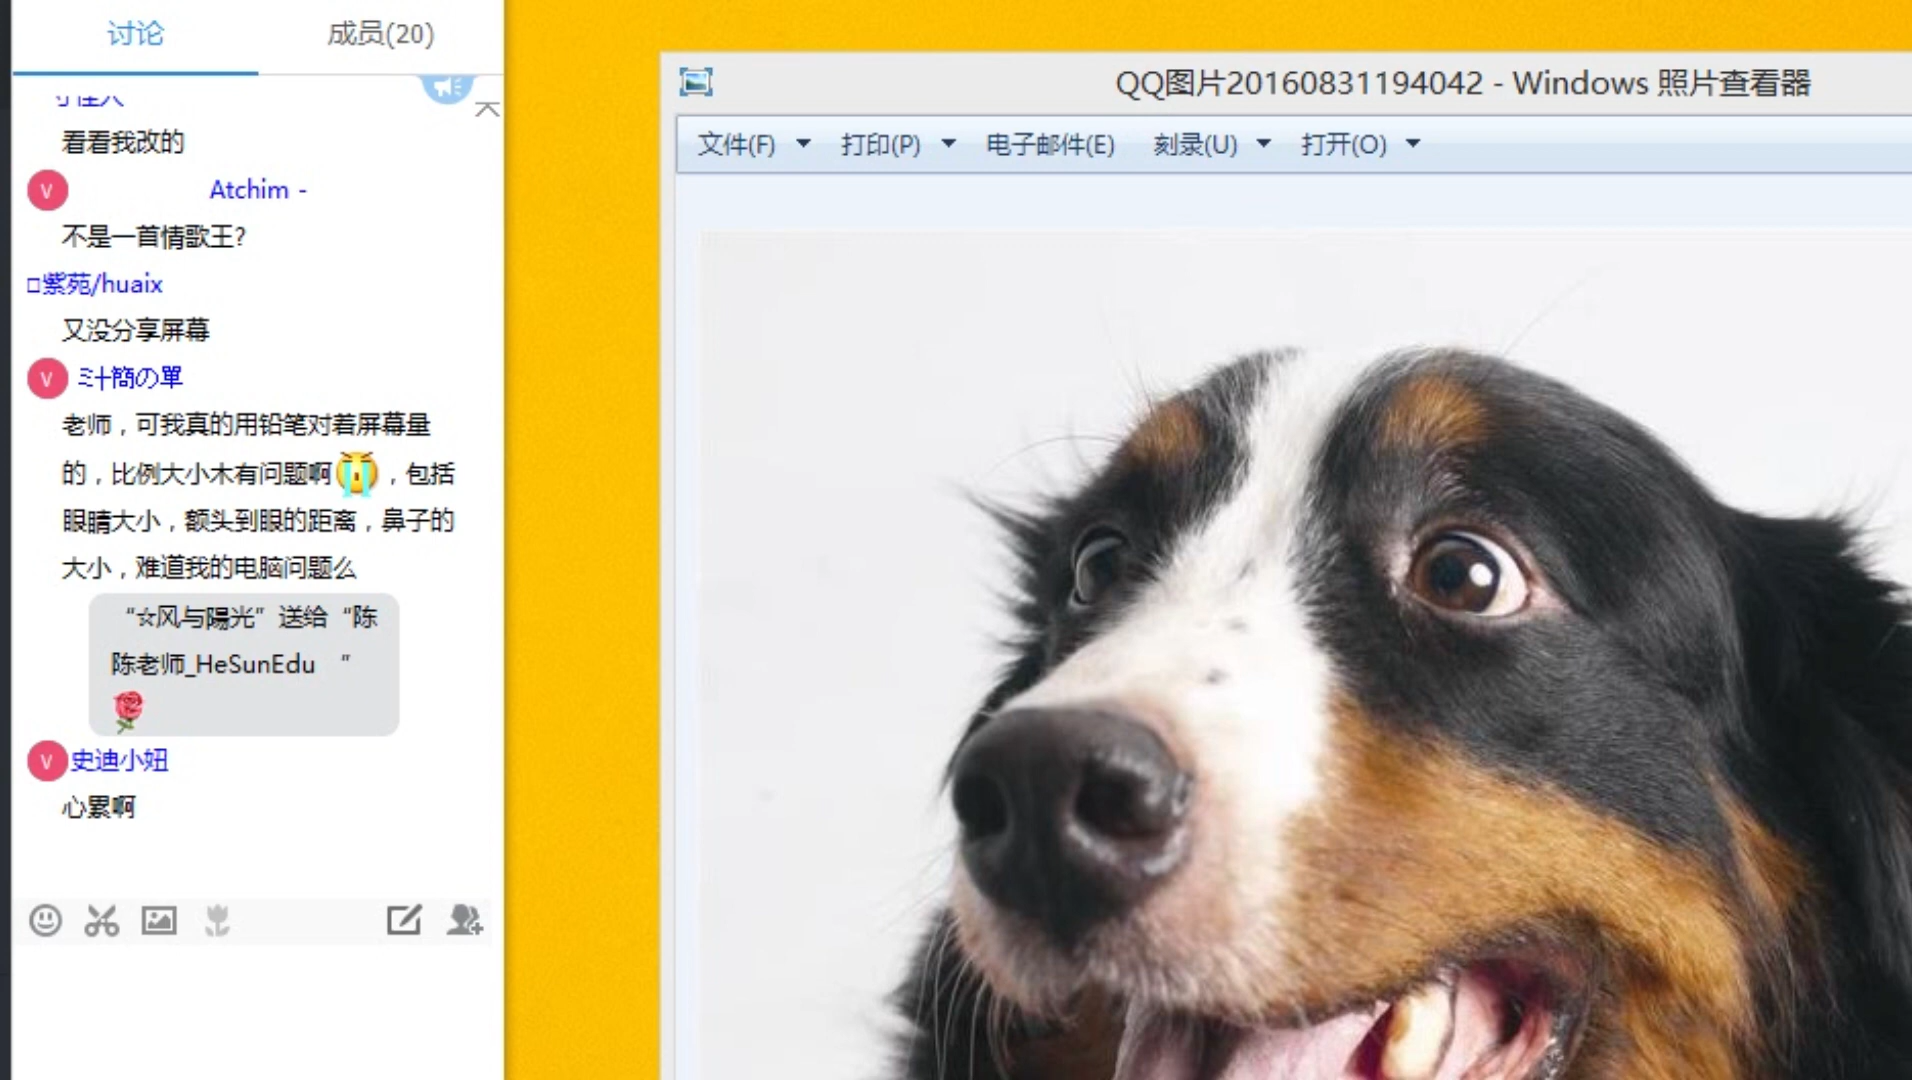 讨论
成员(20)
看看我改的
V
Atchim -
不是一首情歌王?
□紫苑/huaix
又没分享屏幕
V
ミ十簡の單
老师，可我真的用铅笔对着屏幕量
的，比例大小木有问题啊，包括
眼睛大小，额头到眼的距离，鼻子的
大小，难道我的电脑问题么
“☆风与陽光”送给“陈
陈老师_HeSunEdu ”
V
史迪小妞
心累啊
QQ图片20160831194042 - Windows 照片查看器
文件(F)
打印(P)
电子邮件(E)
刻录(U)
打开(O)